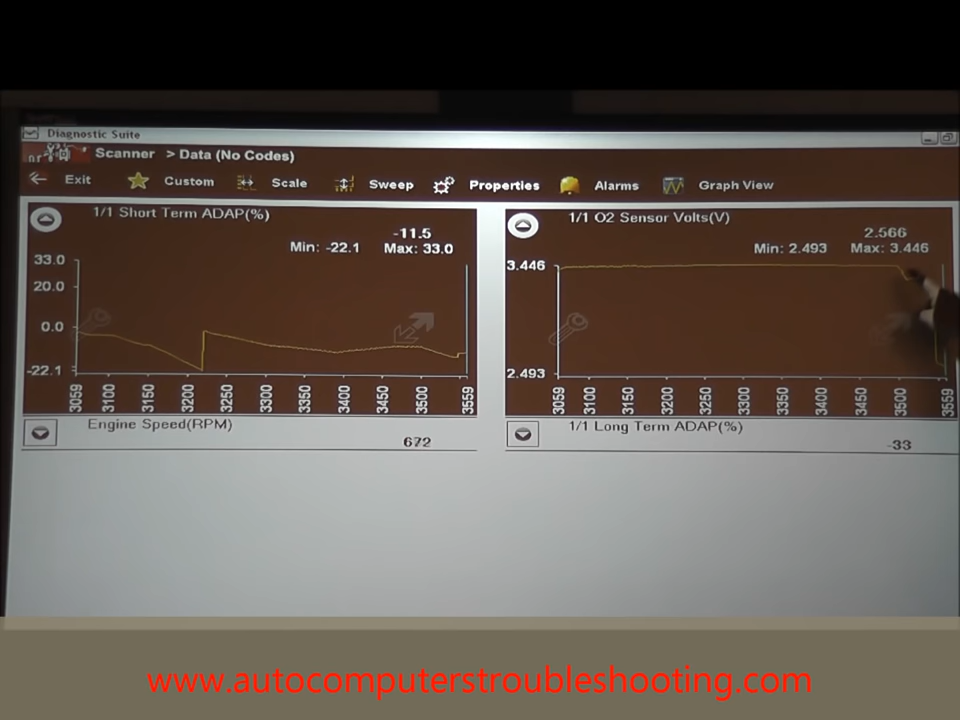 Diagnostic Suite
Scanner > Data (No Codes)
Exit Custom Scale Sweep Properties Alarms Graph View
1/1 Short Term ADAP(%)
-11.5
Min: -22.1 Max: 33.0
33.0
20.0
0.0
-22.1
3059 3100 3150 3200 3250 3300 3350 3400 3450 3500 3559
Engine Speed(RPM)
672
1/1 O2 Sensor Volts(V)
2.566
Min: 2.493 Max: 3.446
3.446
2.493
3059 3100 3150 3200 3250 3300 3350 3400 3450 3500 3559
1/1 Long Term ADAP(%)
-33
www.autocomputerstroubleshooting.com